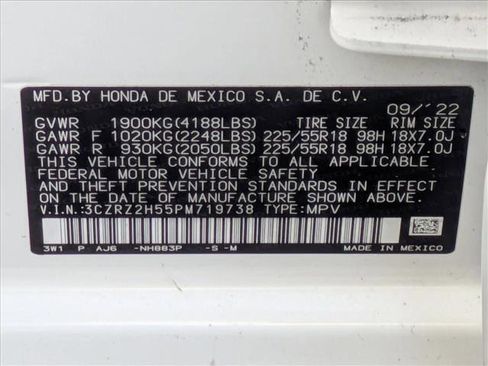 MFD.BY HONDA DE MEXICO S.A. DE C.V.
09/´22
GVWR 1900KG(4188LBS) TIRE SIZE RIM SIZE
GAWR F 1020KG(2248LBS) 225/55R18 98H 18X7.0J
GAWR R 930KG(2050LBS) 225/55R18 98H 18X7.0J
THIS VEHICLE CONFORMS TO ALL APPLICABLE
FEDERAL MOTOR VEHICLE SAFETY
STANDARDS IN EFFECT ON THE
DATE OF MANUFACTURE SHOWN ABOVE.
V.I.N.:3CZRZ2H55PM719738 TYPE:MPV
3W1 P AJ6 -NH883P -S-M
MADE IN MEXICO